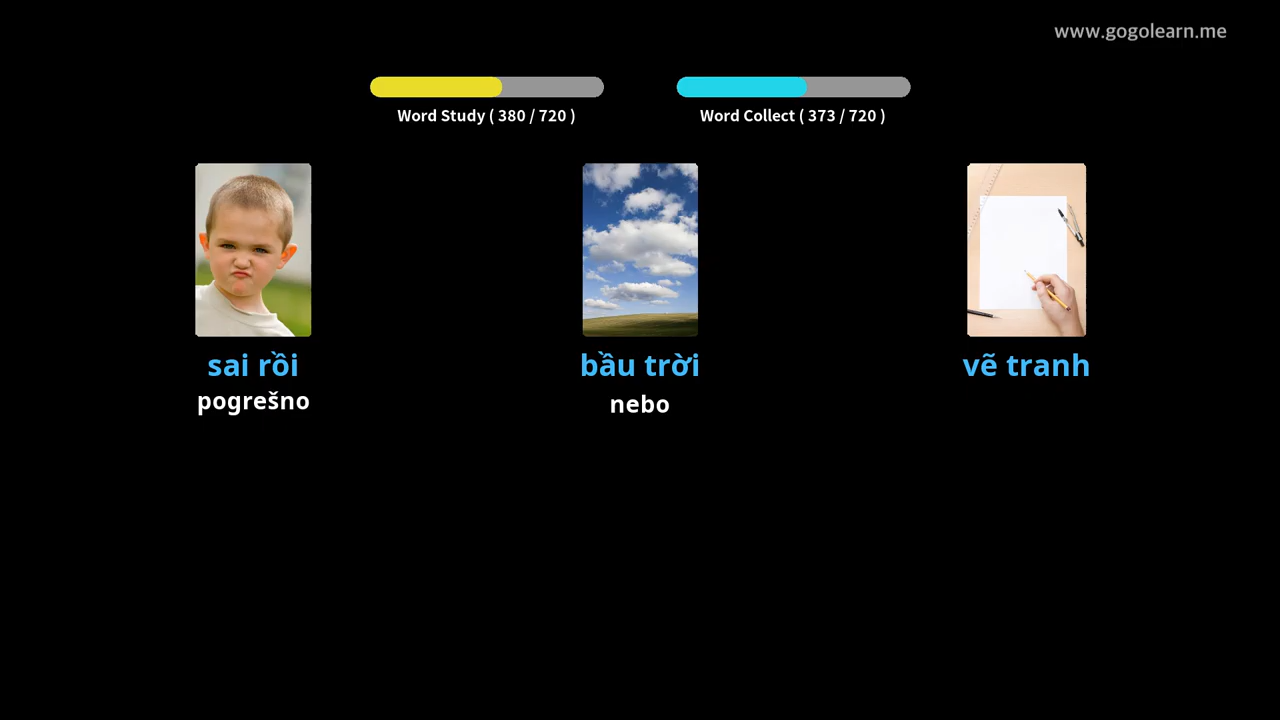 www.gogolearn.me
Word Study ( 380 / 720 )
Word Collect ( 373 / 720 )
sai rồi
bầu trời
vẽ tranh
pogrešno
nebo